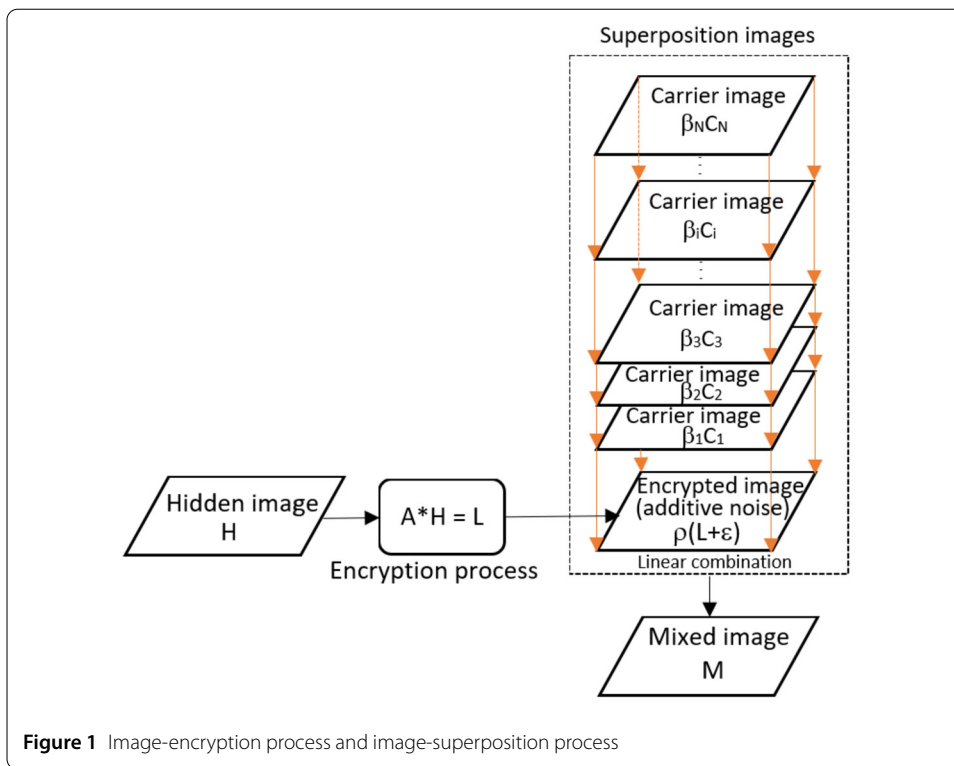 Superposition images
Carrier image
βNCN
Carrier image
βiCi
Carrier image
β3C3
Carrier image
β2C2
Carrier image
β1C1
Hidden image
H
A*H = L
Encryption process
Encrypted image
(additive noise)
ρ(L+ε)
Linear combination
Mixed image
M
Figure 1 Image-encryption process and image-superposition process